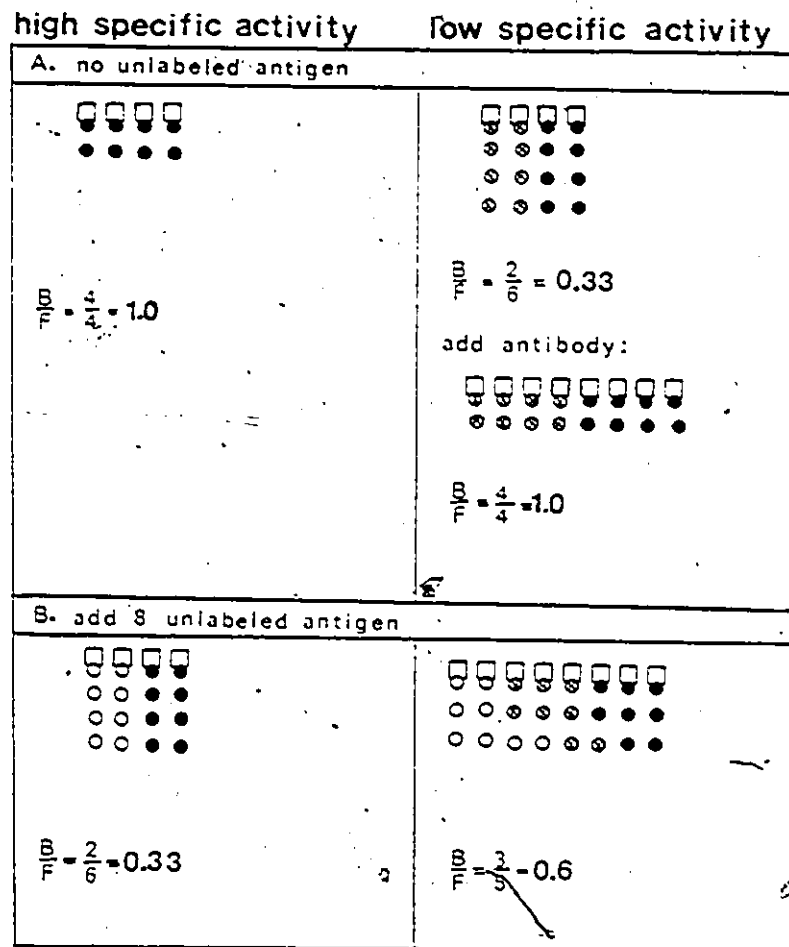 high specific activity
low specific activity
A. no unlabeled antigen
B/F = 4/4 = 1.0
B/F = 2/6 = 0.33
add antibody:
B/F = 4/4 = 1.0
B. add 8 unlabeled antigen
B/F = 2/6 = 0.33
B/F = 3/5 = 0.6